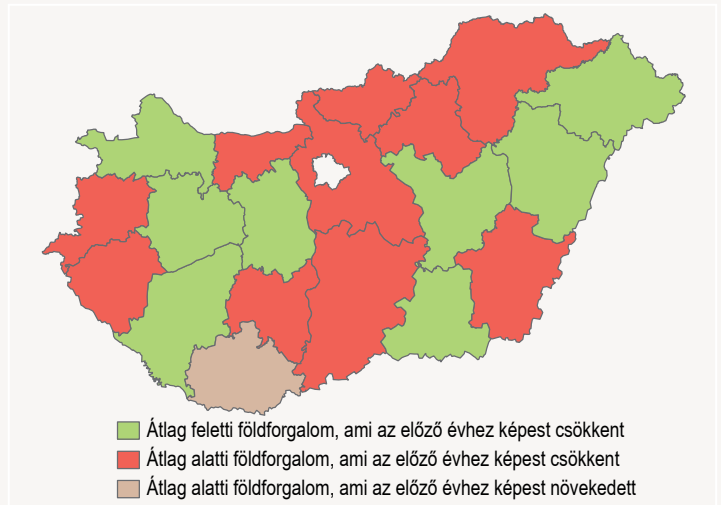 Átlag feletti földforgalom, ami az előző évhez képest csökkent
Átlag alatti földforgalom, ami az előző évhez képest csökkent
Átlag alatti földforgalom, ami az előző évhez képest növekedett